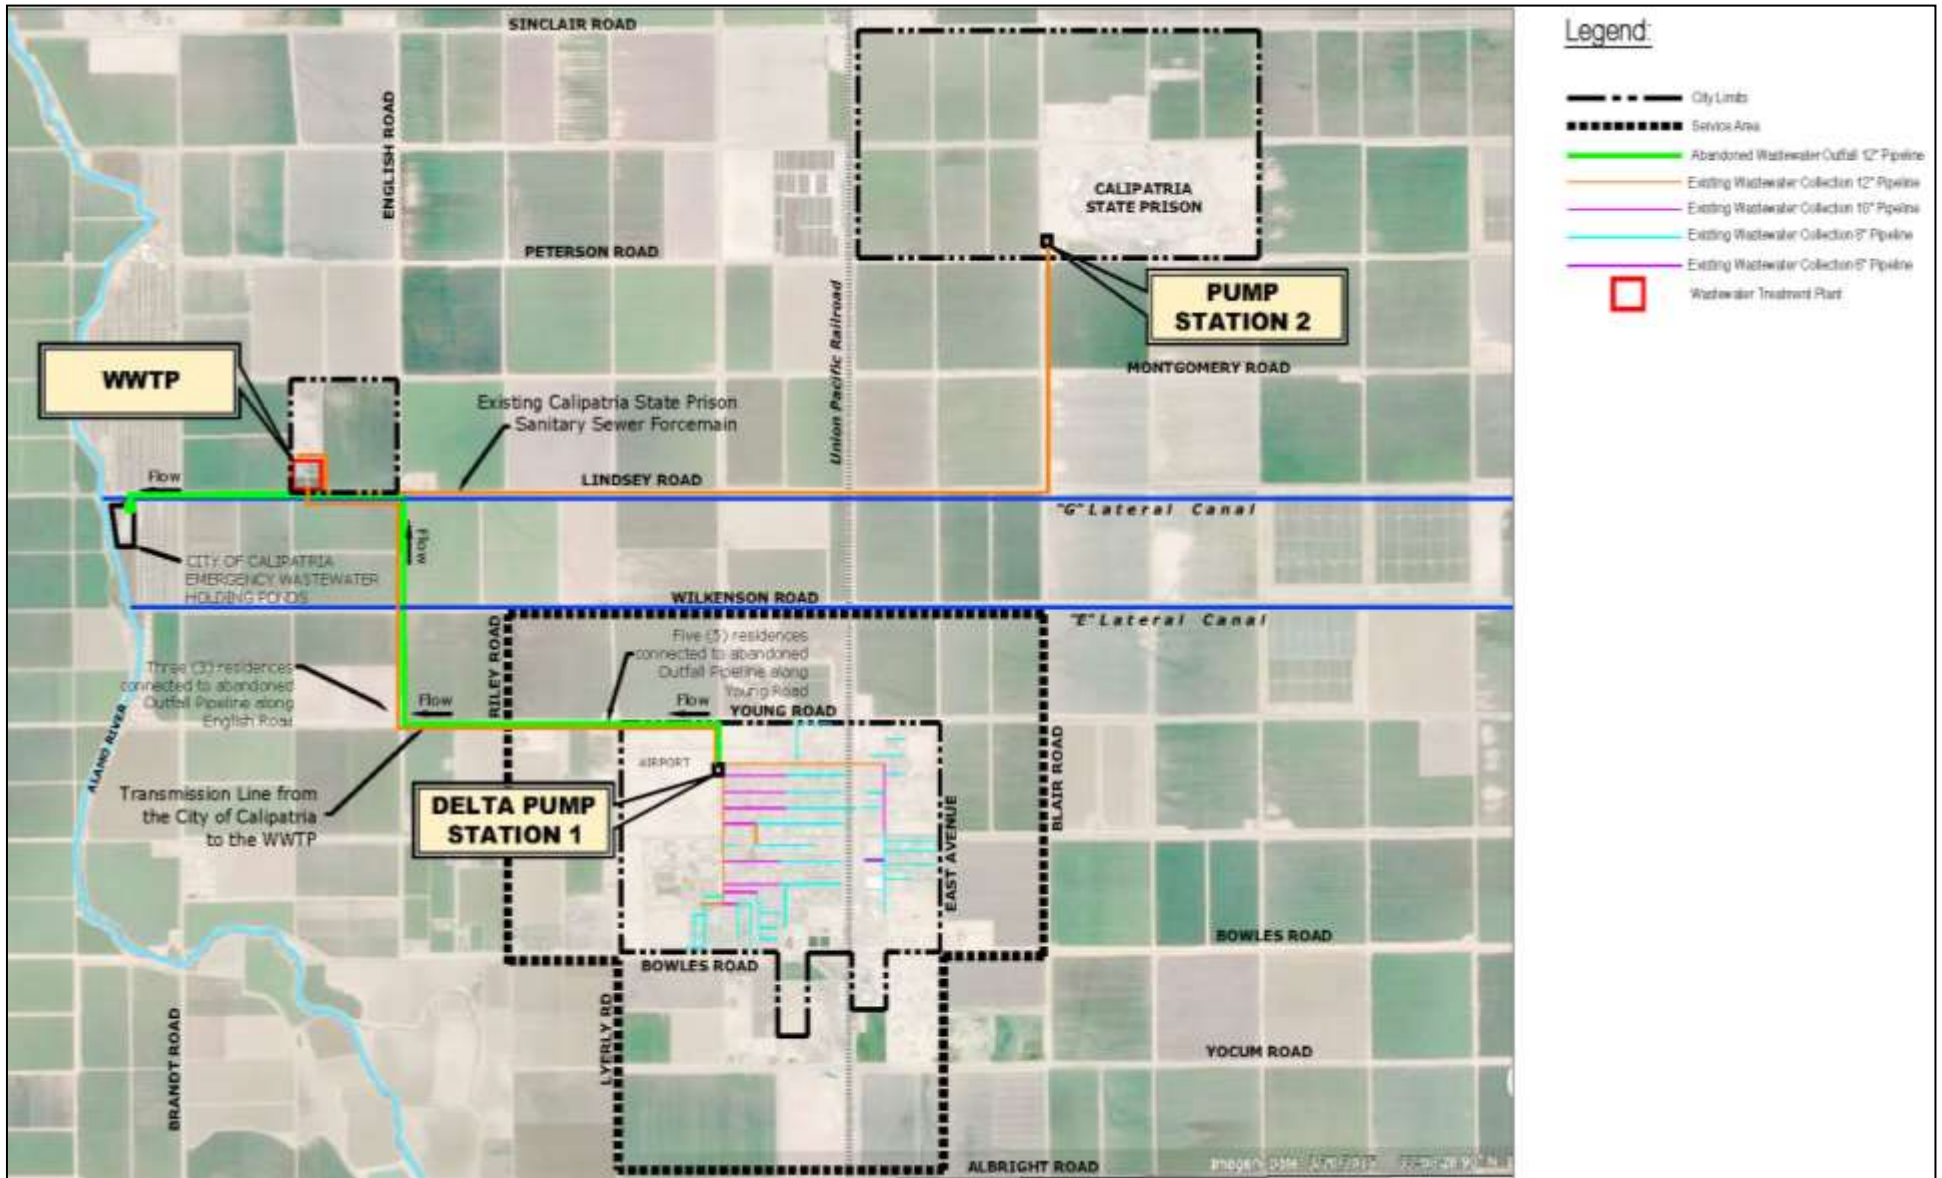 SINCLAIR ROAD
Legend:
City Limits
Service Area
Abandoned Wastewater Outfall 12" Pipeline
Existing Wastewater Collection 12" Pipeline
Existing Wastewater Collection 10" Pipeline
Existing Wastewater Collection 8" Pipeline
Existing Wastewater Collection 6" Pipeline
Wastewater Treatment Plant
ENGLISH ROAD
CALIPATRIA
STATE PRISON
PETERSON ROAD
PUMP
STATION 2
Union Pacific Railroad
MONTGOMERY ROAD
WWTP
Existing Calipatria State Prison
Sanitary Sewer Forcemain
Flow
LINDSEY ROAD
"G" Lateral Canal
Flow
CITY OF CALIPATRIA
EMERGENCY WASTEWATER
HOLDING PONDS
WILKENSON ROAD
"E" Lateral Canal
RILEY ROAD
Five (5) residences
connected to abandoned
Outfall Pipeline along
Young Road
Three (3) residences
connected to abandoned
Outfall Pipeline along
English Road
Flow
Flow
YOUNG ROAD
ALAMO RIVER
AIRPORT
BLAIR ROAD
Transmission Line from
the City of Calipatria
to the WWTP
DELTA PUMP
STATION 1
EAST AVENUE
BOWLES ROAD
BOWLES ROAD
LYERLY RD
BRANDT ROAD
YOCUM ROAD
ALBRIGHT ROAD
Imagery Date: